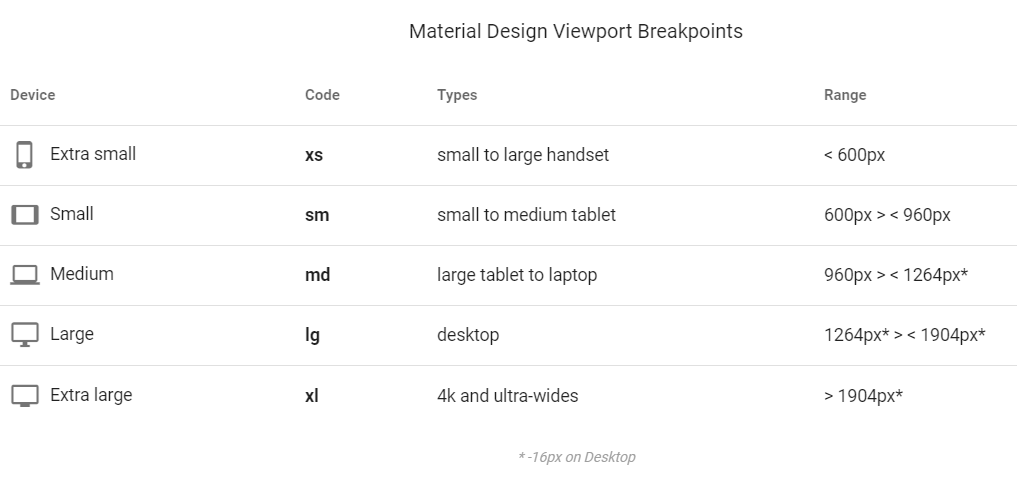 Material Design Viewport Breakpoints
Device Code Types Range
Extra small xs small to large handset < 600px
Small sm small to medium tablet 600px > < 960px
Medium md large tablet to laptop 960px > < 1264px*
Large lg desktop 1264px* > < 1904px*
Extra large xl 4k and ultra-wides > 1904px*
* -16px on Desktop